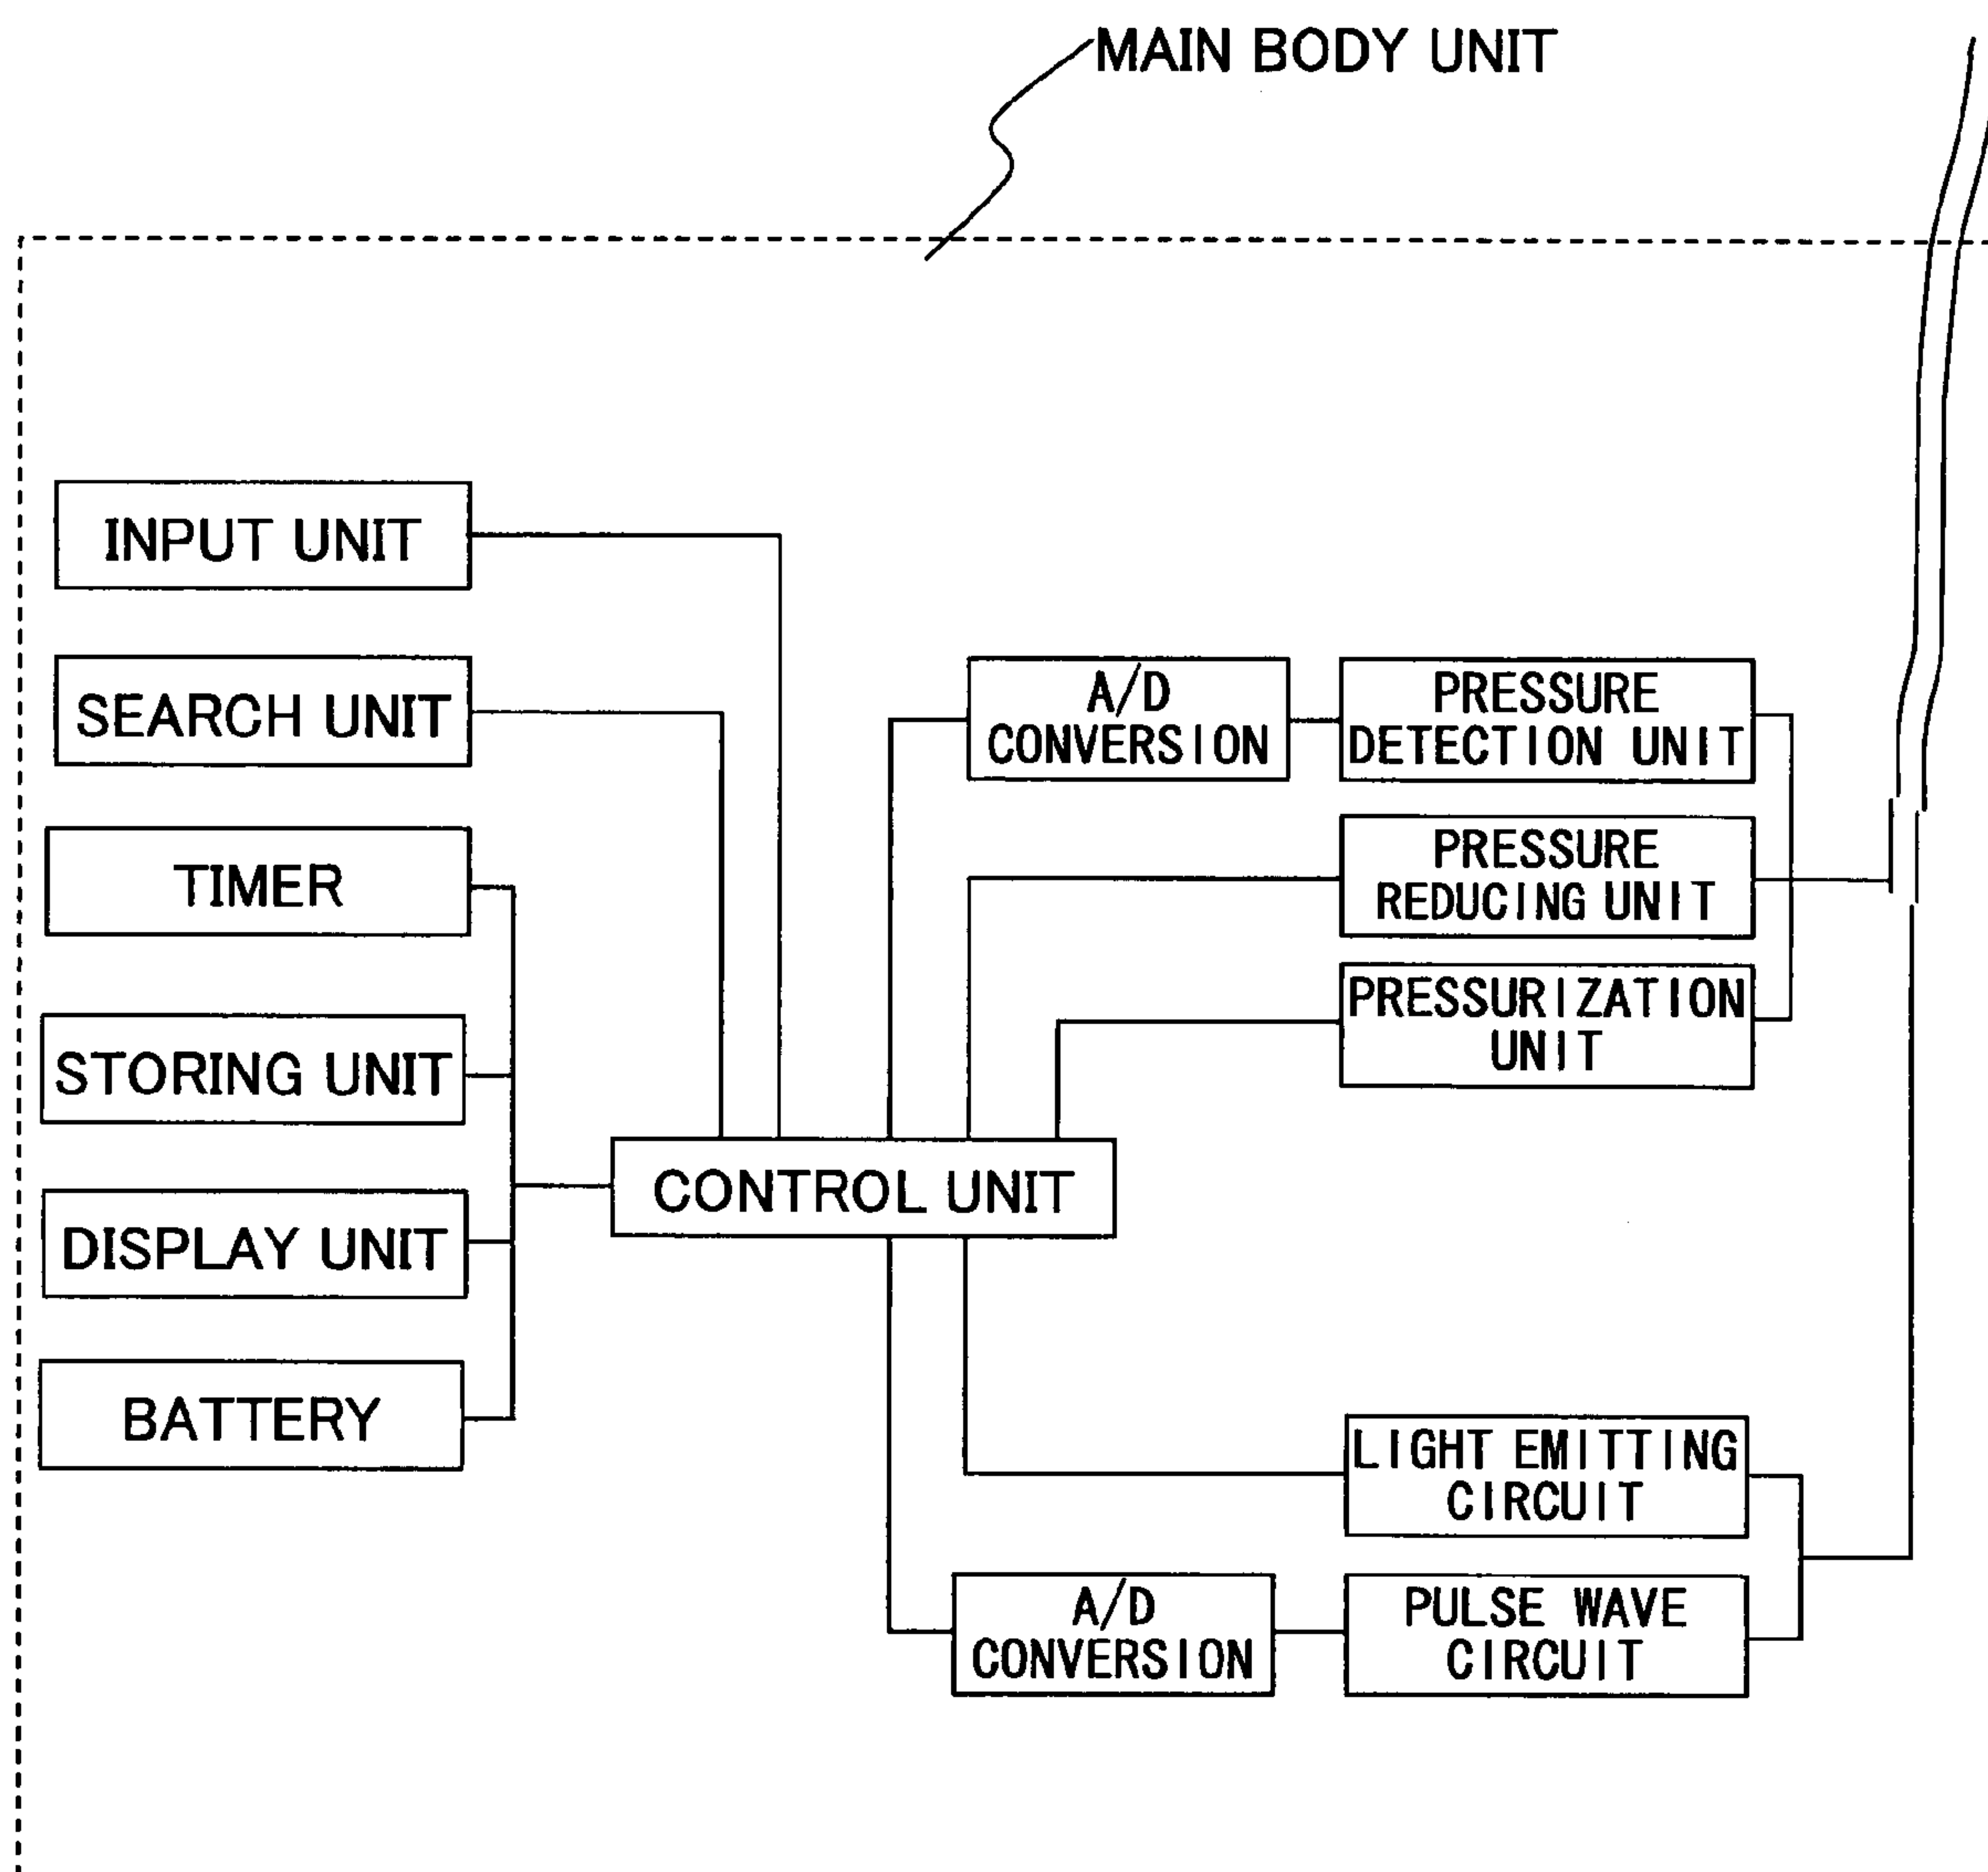 MAIN BODY UNIT
INPUT UNIT
SEARCH UNIT
TIMER
STORING UNIT
DISPLAY UNIT
BATTERY
CONTROL UNIT
A/D
CONVERSION
PRESSURE
DETECTION UNIT
PRESSURE
REDUCING UNIT
PRESSURIZATION
UNIT
LIGHT EMITTING
CIRCUIT
A/D
CONVERSION
PULSE WAVE
CIRCUIT